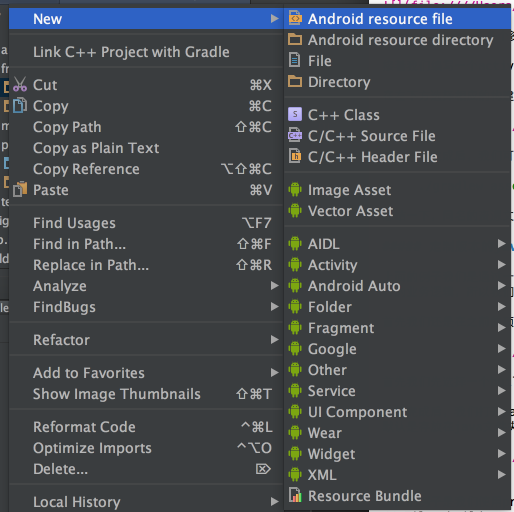 New
Link C++ Project with Gradle
Cut ⌘X
Copy ⌘C
Copy Path ⇧⌘C
Copy as Plain Text
Copy Reference ⌥⇧⌘C
Paste ⌘V
Find Usages ⌥F7
Find in Path... ⇧⌘F
Replace in Path... ⇧⌘R
Analyze
FindBugs
Refactor
Add to Favorites
Show Image Thumbnails ⇧⌘T
Reformat Code ^⌘L
Optimize Imports ^⌥O
Delete... ⌦
Local History
Android resource file
Android resource directory
File
Directory
C++ Class
C/C++ Source File
C/C++ Header File
Image Asset
Vector Asset
AIDL
Activity
Android Auto
Folder
Fragment
Google
Other
Service
UI Component
Wear
Widget
XML
Resource Bundle